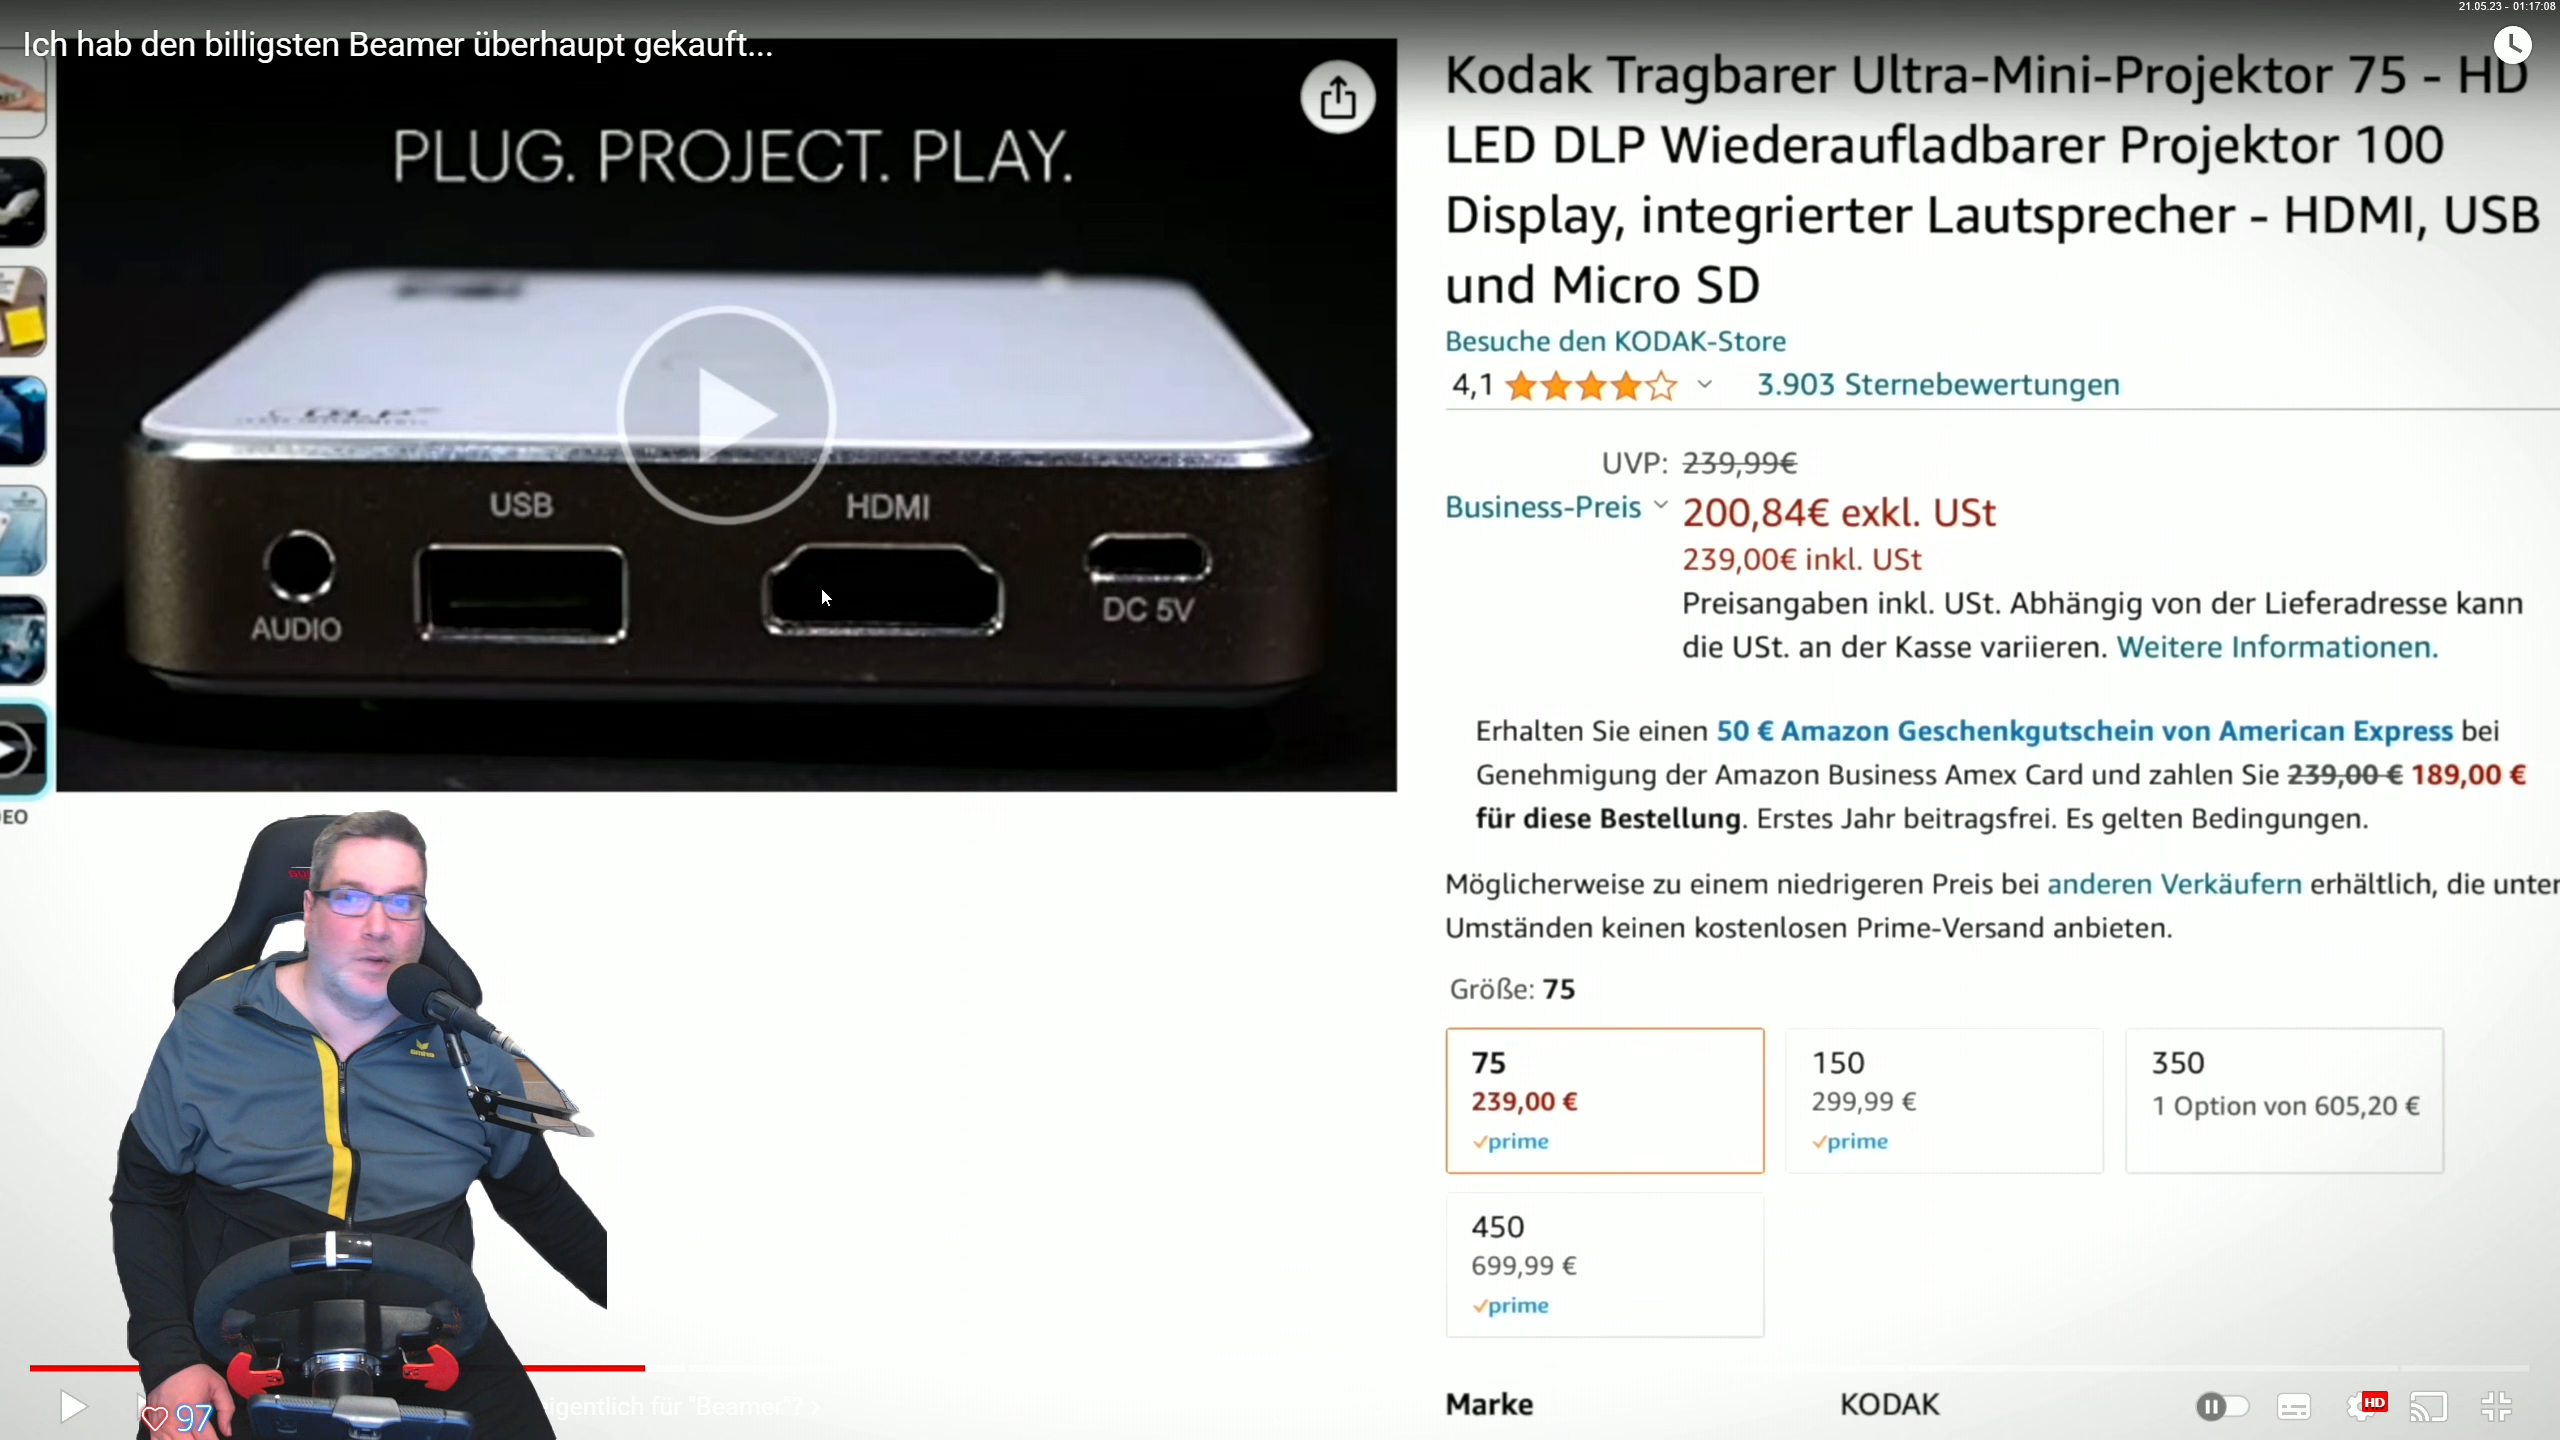 21.05.23 - 01:17:08
Ich hab den billigsten Beamer überhaupt gekauft...
PLUG. PROJECT. PLAY.
USB
HDMI
AUDIO
DC 5V
EO
Kodak Tragbarer Ultra-Mini-Projektor 75 - HD
LED DLP Wiederaufladbarer Projektor 100
Display, integrierter Lautsprecher - HDMI, USB
und Micro SD
Besuche den KODAK-Store
4,1
3.903 Sternebewertungen
UVP: 239,99€
Business-Preis 200,84€ exkl. USt
239,00€ inkl. USt
Preisangaben inkl. USt. Abhängig von der Lieferadresse kann
die USt. an der Kasse variieren. Weitere Informationen.
Erhalten Sie einen 50 € Amazon Geschenkgutschein von American Express bei
Genehmigung der Amazon Business Amex Card und zahlen Sie 239,00 € 189,00 €
für diese Bestellung. Erstes Jahr beitragsfrei. Es gelten Bedingungen.
Möglicherweise zu einem niedrigeren Preis bei anderen Verkäufern erhältlich, die unter
Umständen keinen kostenlosen Prime-Versand anbieten.
Größe: 75
75
239,00 €
prime
150
299,99 €
prime
350
1 Option von 605,20 €
450
699,99 €
prime
Marke KODAK
eigentlich für "Beamer"?
97
HD